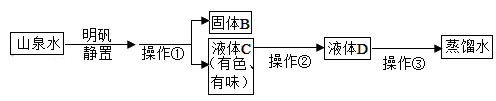 山泉水
明矾
静置
操作①
固体B
液体C
(有色、
有味)
操作②
液体D
操作③
蒸馏水